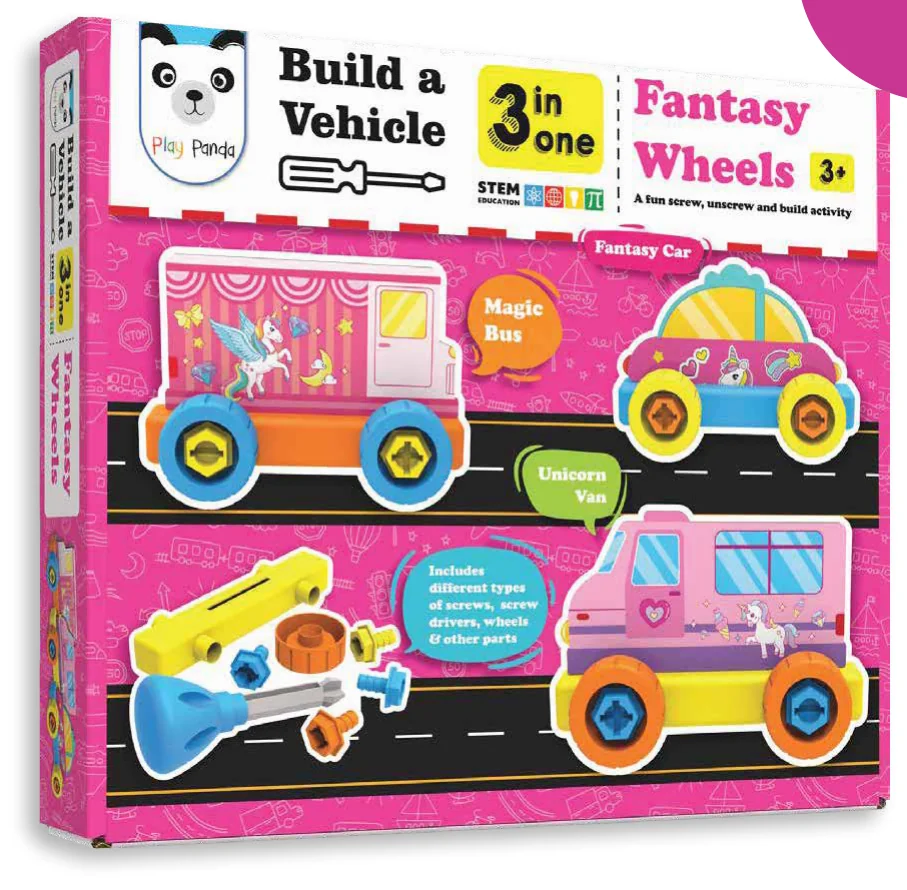 Play Panda
Build a
Vehicle
3 in
one
STEM
EDUCATION
π
Fantasy
Wheels
3+
A fun screw, unscrew and build activity
Fantasy Car
Magic
Bus
Unicorn
Van
Includes
different types
of screws, screw
drivers, wheels
& other parts
Build a
Vehicle
3 in
one
Fantasy
Wheels
STOP